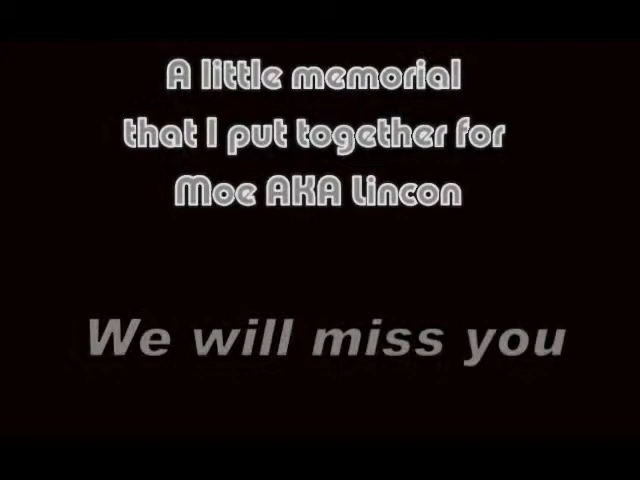 A little memorial
that I put together for
Moe AKA Lincon
We will miss you